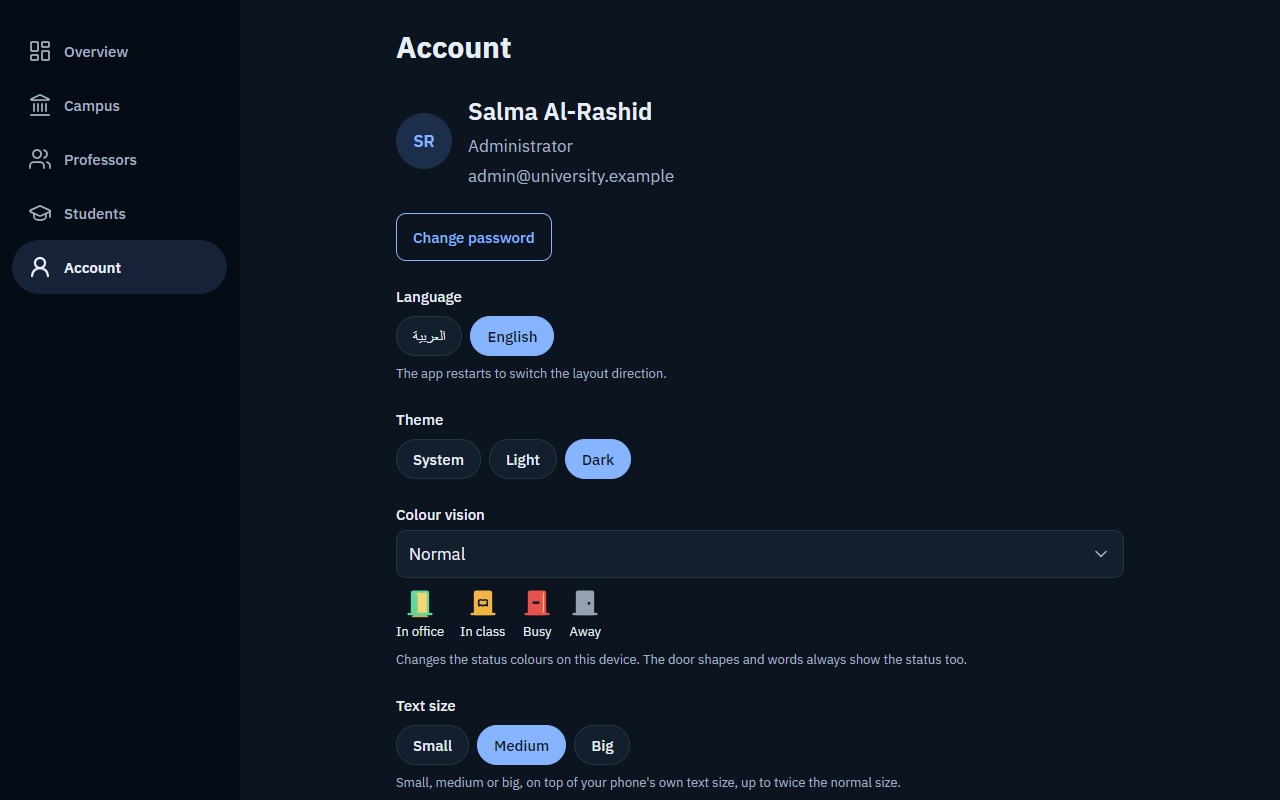 Overview
Campus
Professors
Students
Account
Account
SR
Salma Al-Rashid
Administrator
admin@university.example
Change password
Language
العربية
English
The app restarts to switch the layout direction.
Theme
System
Light
Dark
Colour vision
Normal
In office
In class
Busy
Away
Changes the status colours on this device. The door shapes and words always show the status too.
Text size
Small
Medium
Big
Small, medium or big, on top of your phone's own text size, up to twice the normal size.